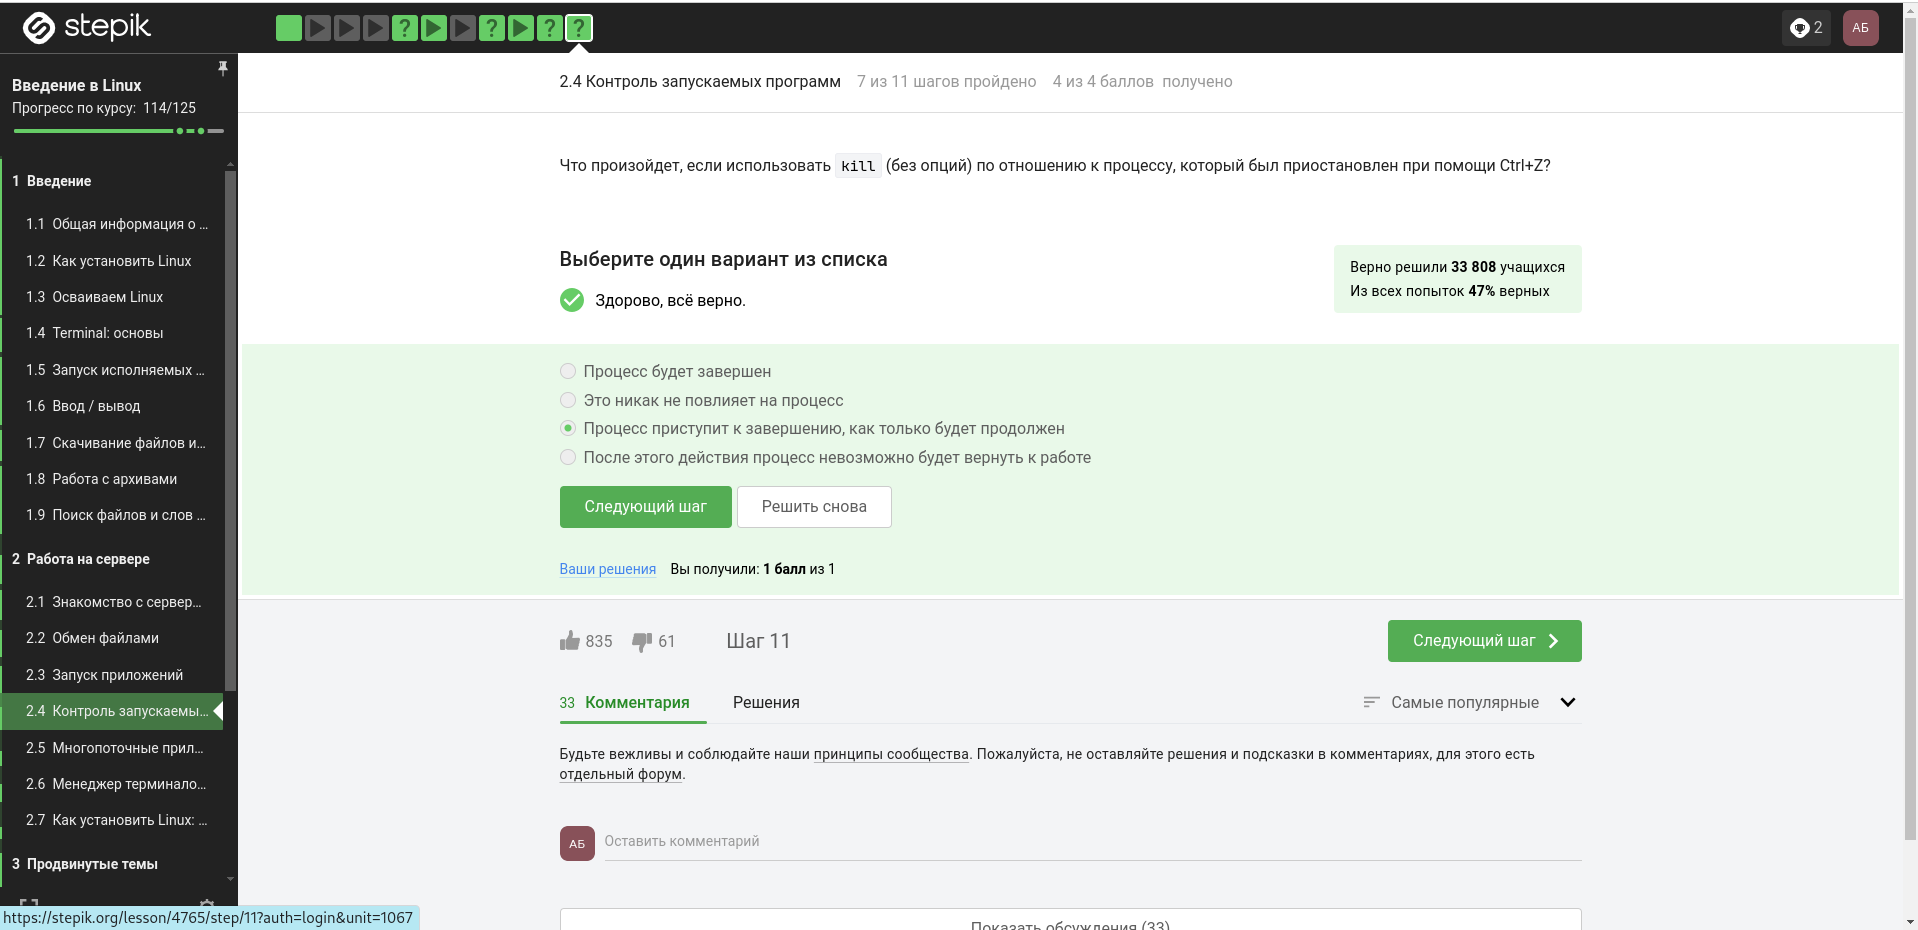 stepik
? ? ? ?
2
АБ
Введение в Linux
Прогресс по курсу: 114/125
1 Введение
1.1 Общая информация о ...
1.2 Как установить Linux
1.3 Осваиваем Linux
1.4 Terminal: основы
1.5 Запуск исполняемых ...
1.6 Ввод / вывод
1.7 Скачивание файлов и...
1.8 Работа с архивами
1.9 Поиск файлов и слов ...
2 Работа на сервере
2.1 Знакомство с сервер...
2.2 Обмен файлами
2.3 Запуск приложений
2.4 Контроль запускаемы...
2.5 Многопоточные прил...
2.6 Менеджер терминало...
2.7 Как установить Linux: ...
3 Продвинутые темы
https://stepik.org/lesson/4765/step/11?auth=login&unit=1067
2.4 Контроль запускаемых программ 7 из 11 шагов пройдено 4 из 4 баллов получено
Что произойдет, если использовать kill (без опций) по отношению к процессу, который был приостановлен при помощи Ctrl+Z?
Выберите один вариант из списка
Здорово, всё верно.
Верно решили 33 808 учащихся
Из всех попыток 47% верных
Процесс будет завершен
Это никак не повлияет на процесс
Процесс приступит к завершению, как только будет продолжен
После этого действия процесс невозможно будет вернуть к работе
Следующий шаг Решить снова
Ваши решения Вы получили: 1 балл из 1
835 61 Шаг 11 Следующий шаг
33 Комментария Решения Самые популярные
Будьте вежливы и соблюдайте наши принципы сообщества. Пожалуйста, не оставляйте решения и подсказки в комментариях, для этого есть
отдельный форум.
АБ Оставить комментарий
Показать обсуждения (33)